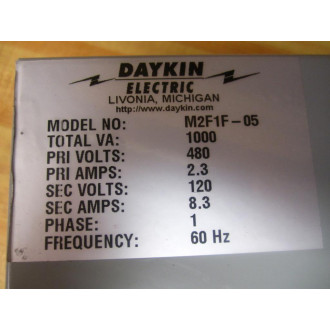 DAYKIN
ELECTRIC
LIVONIA, MICHIGAN
http://www.daykin.com
MODEL NO: M2F1F-05
TOTAL VA: 1000
PRI VOLTS: 480
PRI AMPS: 2.3
SEC VOLTS: 120
SEC AMPS: 8.3
PHASE: 1
FREQUENCY: 60 Hz